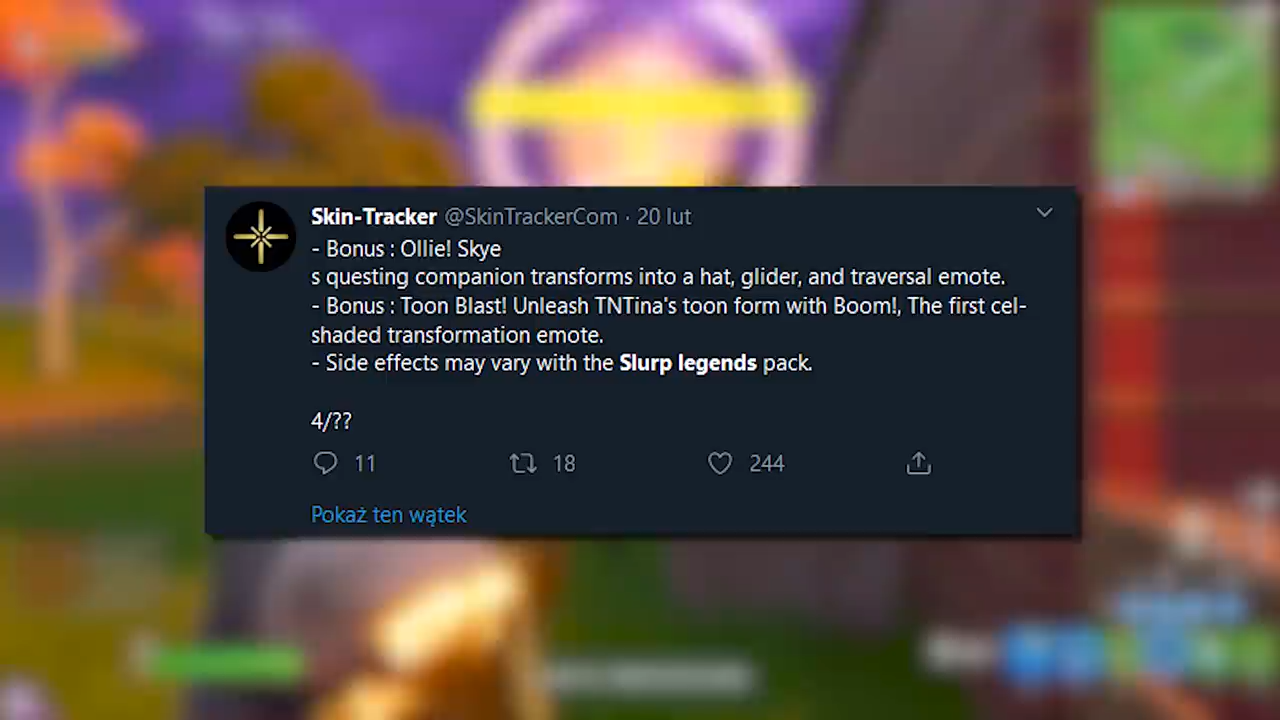 Skin-Tracker @SkinTrackerCom · 20 lut
- Bonus : Ollie! Skye
s questing companion transforms into a hat, glider, and traversal emote.
- Bonus : Toon Blast! Unleash TNTina's toon form with Boom!, The first cel-
shaded transformation emote.
- Side effects may vary with the Slurp legends pack.
4/??
11 18 244
Pokaż ten wątek